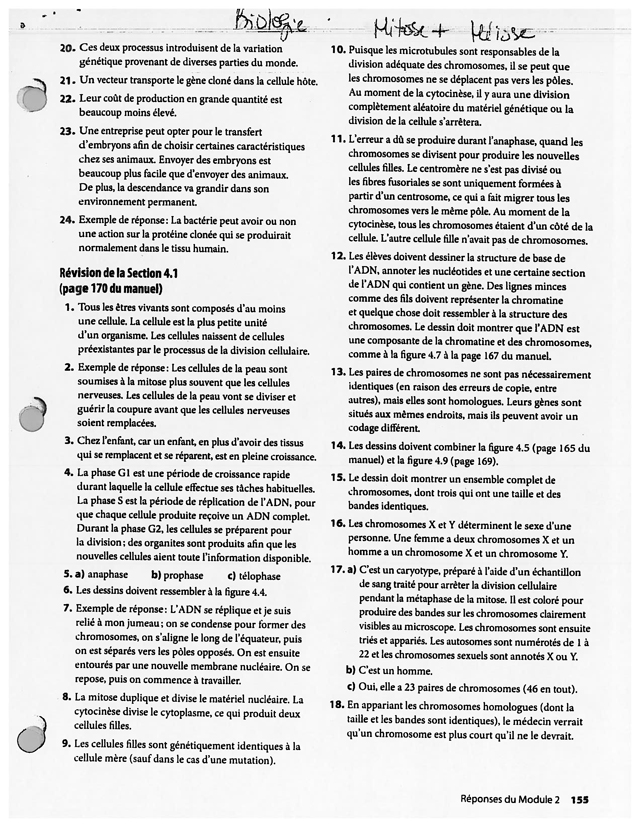 Biologie Mitose + Méiose
20. Ces deux processus introduisent de la variation
génétique provenant de diverses parties du monde.
21. Un vecteur transporte le gène cloné dans la cellule hôte.
22. Leur coût de production en grande quantité est
beaucoup moins élevé.
23. Une entreprise peut opter pour le transfert
d'embryons afin de choisir certaines caractéristiques
chez ses animaux. Envoyer des embryons est
beaucoup plus facile que d'envoyer des animaux.
De plus, la descendance va grandir dans son
environnement permanent.
24. Exemple de réponse : La bactérie peut avoir ou non
une action sur la protéine clonée qui se produirait
normalement dans le tissu humain.
Révision de la Section 4.1
(page 170 du manuel)
1. Tous les êtres vivants sont composés d'au moins
une cellule. La cellule est la plus petite unité
d'un organisme. Les cellules naissent de cellules
préexistantes par le processus de la division cellulaire.
2. Exemple de réponse : Les cellules de la peau sont
soumises à la mitose plus souvent que les cellules
nerveuses. Les cellules de la peau vont se diviser et
guérir la coupure avant que les cellules nerveuses
soient remplacées.
3. Chez l'enfant, car un enfant, en plus d'avoir des tissus
qui se remplacent et se réparent, est en pleine croissance.
4. La phase G1 est une période de croissance rapide
durant laquelle la cellule effectue ses tâches habituelles.
La phase S est la période de réplication de l'ADN, pour
que chaque cellule produite reçoive un ADN complet.
Durant la phase G2, les cellules se préparent pour
la division ; des organites sont produits afin que les
nouvelles cellules aient toute l'information disponible.
5. a) anaphase b) prophase c) télophase
6. Les dessins doivent ressembler à la figure 4.4.
7. Exemple de réponse : L'ADN se réplique et je suis
relié à mon jumeau ; on se condense pour former des
chromosomes, on s'aligne le long de l'équateur, puis
on est séparés vers les pôles opposés. On est ensuite
entourés par une nouvelle membrane nucléaire. On se
repose, puis on commence à travailler.
8. La mitose duplique et divise le matériel nucléaire. La
cytocinèse divise le cytoplasme, ce qui produit deux
cellules filles.
9. Les cellules filles sont génétiquement identiques à la
cellule mère (sauf dans le cas d'une mutation).
10. Puisque les microtubules sont responsables de la
division adéquate des chromosomes, il se peut que
les chromosomes ne se déplacent pas vers les pôles.
Au moment de la cytocinèse, il y aura une division
complètement aléatoire du matériel génétique ou la
division de la cellule s'arrêtera.
11. L'erreur a dû se produire durant l'anaphase, quand les
chromosomes se divisent pour produire les nouvelles
cellules filles. Le centromère ne s'est pas divisé ou
les fibres fusoriales se sont uniquement formées à
partir d'un centrosome, ce qui a fait migrer tous les
chromosomes vers le même pôle. Au moment de la
cytocinèse, tous les chromosomes étaient d'un côté de la
cellule. L'autre cellule fille n'avait pas de chromosomes.
12. Les élèves doivent dessiner la structure de base de
l'ADN, annoter les nucléotides et une certaine section
de l'ADN qui contient un gène. Des lignes minces
comme des fils doivent représenter la chromatine
et quelque chose doit ressembler à la structure des
chromosomes. Le dessin doit montrer que l'ADN est
une composante de la chromatine et des chromosomes,
comme à la figure 4.7 à la page 167 du manuel.
13. Les paires de chromosomes ne sont pas nécessairement
identiques (en raison des erreurs de copie, entre
autres), mais elles sont homologues. Leurs gènes sont
situés aux mêmes endroits, mais ils peuvent avoir un
codage différent.
14. Les dessins doivent combiner la figure 4.5 (page 165 du
manuel) et la figure 4.9 (page 169).
15. Le dessin doit montrer un ensemble complet de
chromosomes, dont trois qui ont une taille et des
bandes identiques.
16. Les chromosomes X et Y déterminent le sexe d'une
personne. Une femme a deux chromosomes X et un
homme a un chromosome X et un chromosome Y.
17. a) C'est un caryotype, préparé à l'aide d'un échantillon
de sang traité pour arrêter la division cellulaire
pendant la métaphase de la mitose. Il est coloré pour
produire des bandes sur les chromosomes clairement
visibles au microscope. Les chromosomes sont ensuite
triés et appariés. Les autosomes sont numérotés de 1 à
22 et les chromosomes sexuels sont annotés X ou Y.
b) C'est un homme.
c) Oui, elle a 23 paires de chromosomes (46 en tout).
18. En appariant les chromosomes homologues (dont la
taille et les bandes sont identiques), le médecin verrait
qu'un chromosome est plus court qu'il ne le devrait.
Réponses du Module 2 155